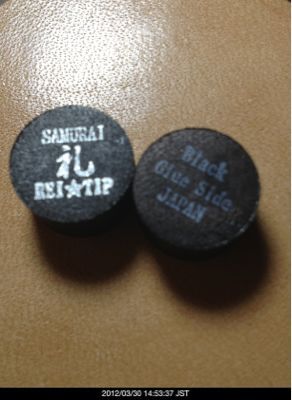 SAMURAI
礼
REI★TIP
Black
Glue Side
JAPAN
2012/03/30 14:53:37 JST